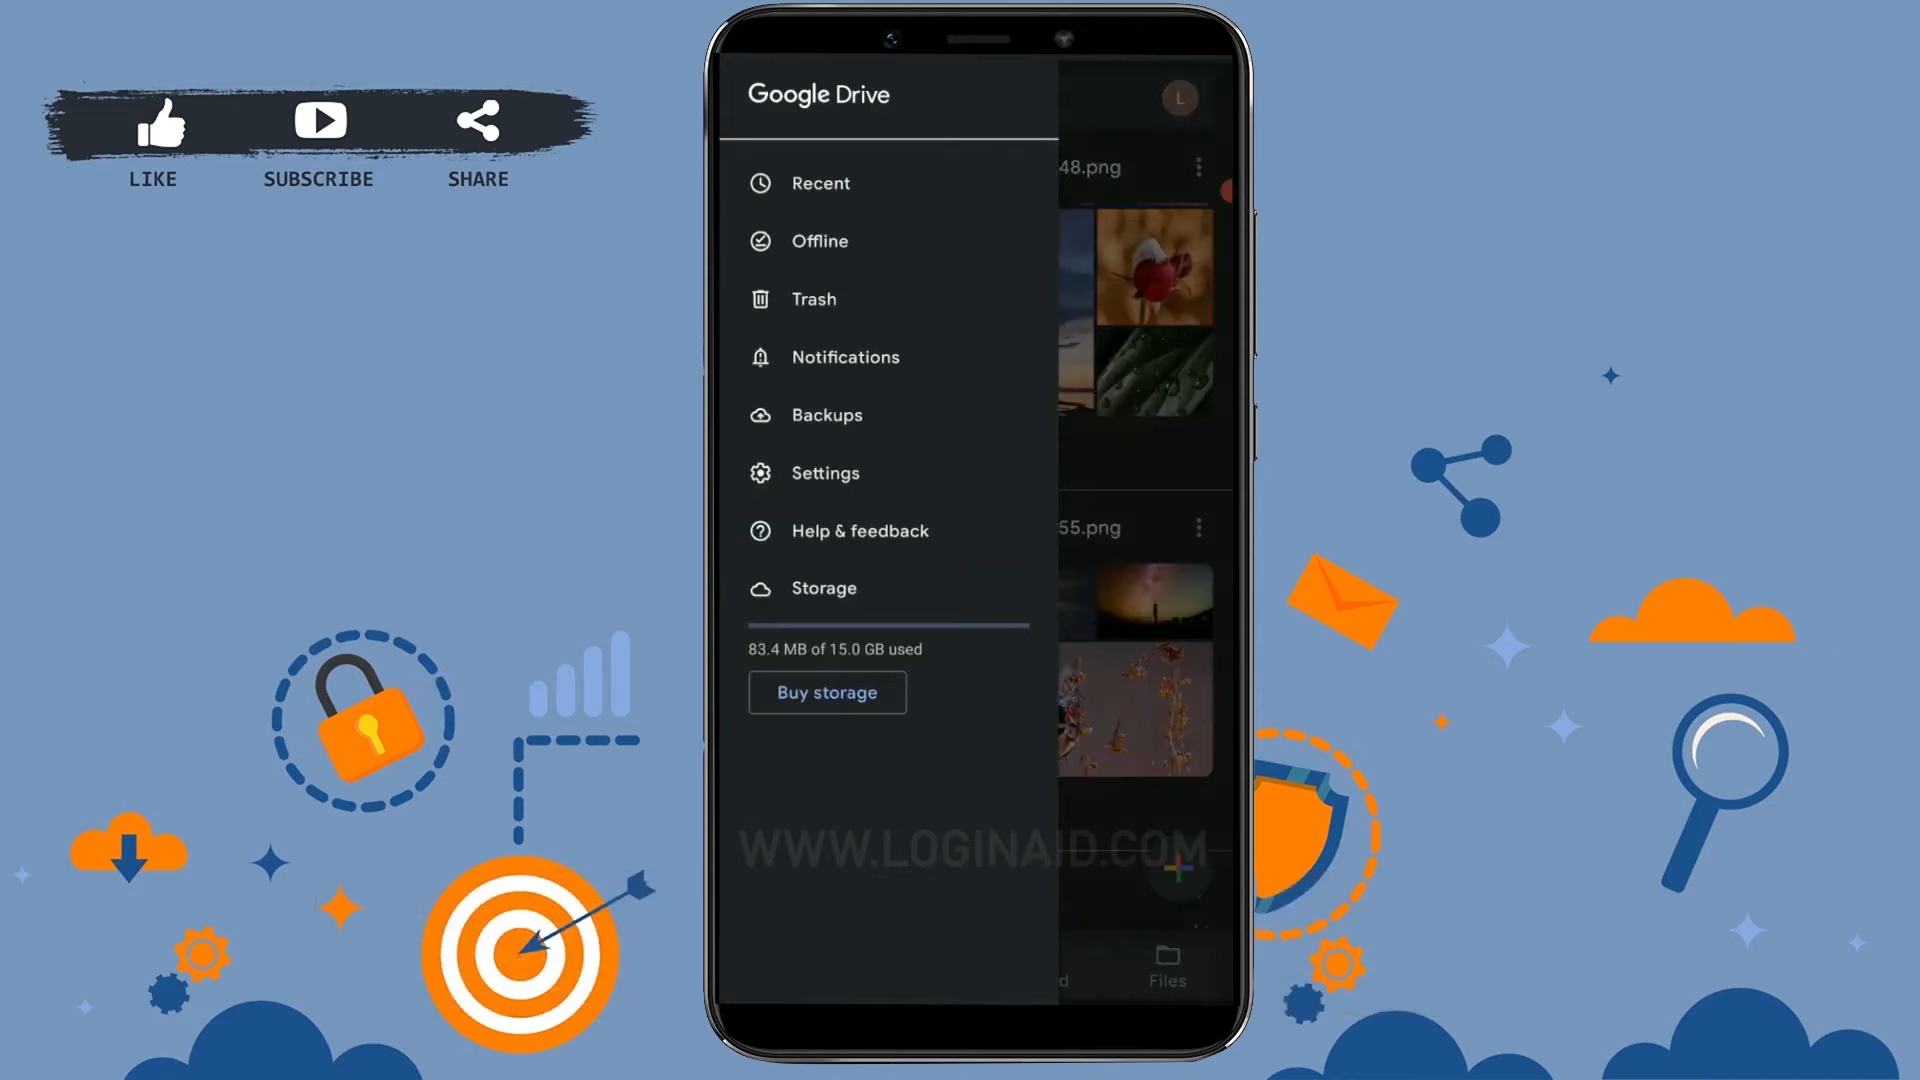 LIKE
SUBSCRIBE
SHARE
Google Drive
L
Recent
Offline
Trash
Notifications
Backups
Settings
Help & feedback
Storage
83.4 MB of 15.0 GB used
Buy storage
48.png
55.png
WWW.LOGINAID.COM
d
Files